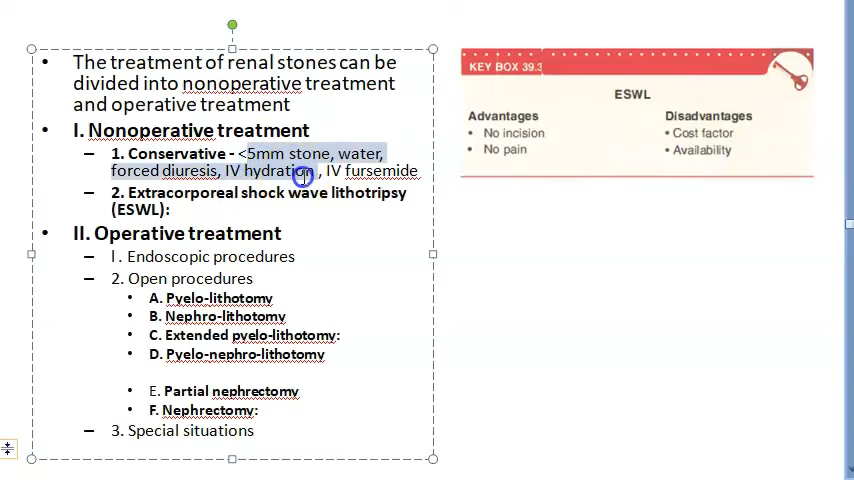 • The treatment of renal stones can be
divided into nonoperative treatment
and operative treatment
• I. Nonoperative treatment
– 1. Conservative - <5mm stone, water,
forced diuresis, IV hydration , IV fursemide
– 2. Extracorporeal shock wave lithotripsy
(ESWL):
• II. Operative treatment
– l . Endoscopic procedures
– 2. Open procedures
• A. Pyelo-lithotomy
• B. Nephro-lithotomy
• C. Extended pyelo-lithotomy:
• D. Pyelo-nephro-lithotomy
• E. Partial nephrectomy
• F. Nephrectomy:
– 3. Special situations
KEY BOX 39.3
ESWL
Advantages
• No incision
• No pain
Disadvantages
• Cost factor
• Availability